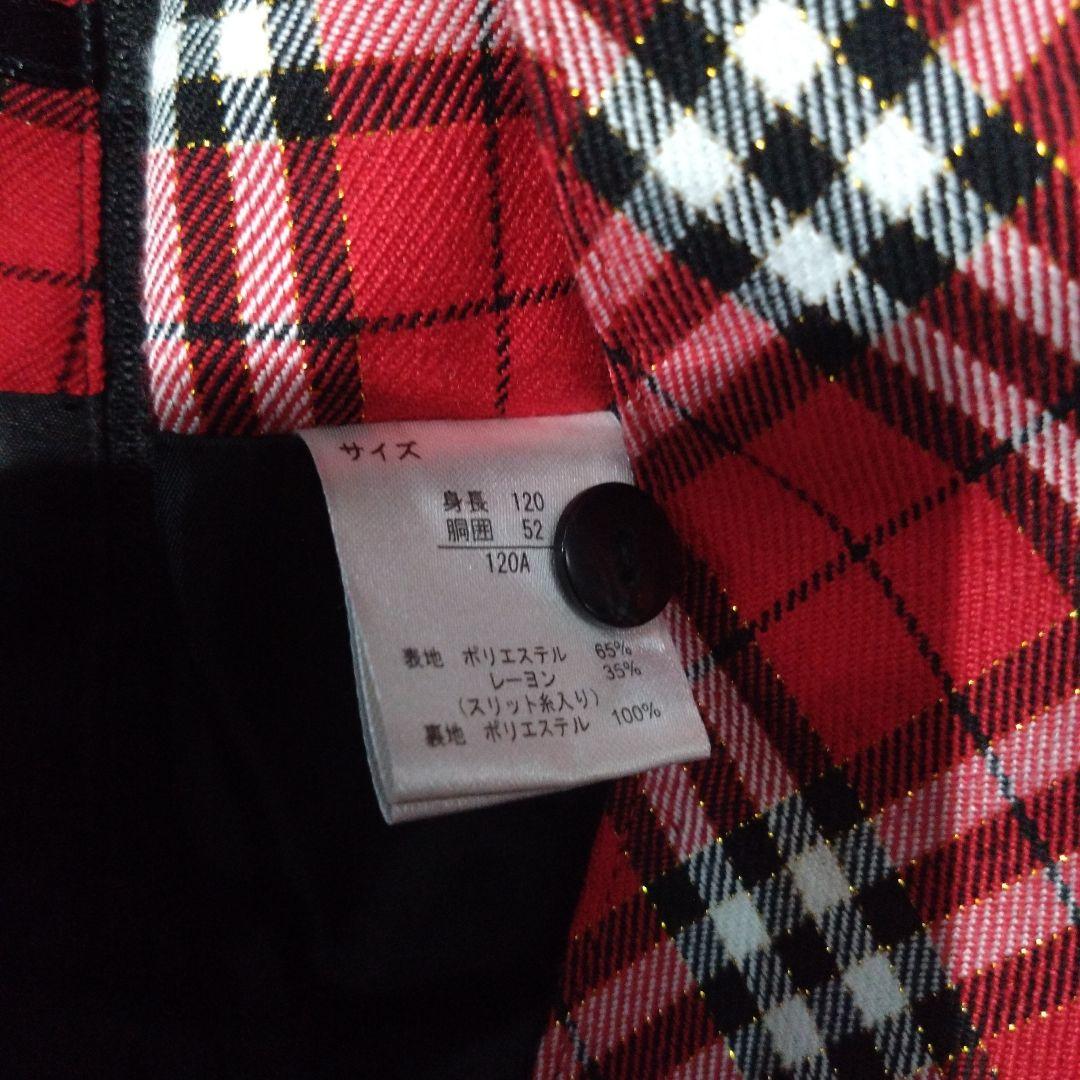 サイズ
身長 120
胴囲 52
120A
表地 ポリエステル 65%
レーヨン 35%
(スリット糸入り)
裏地 ポリエステル 100%